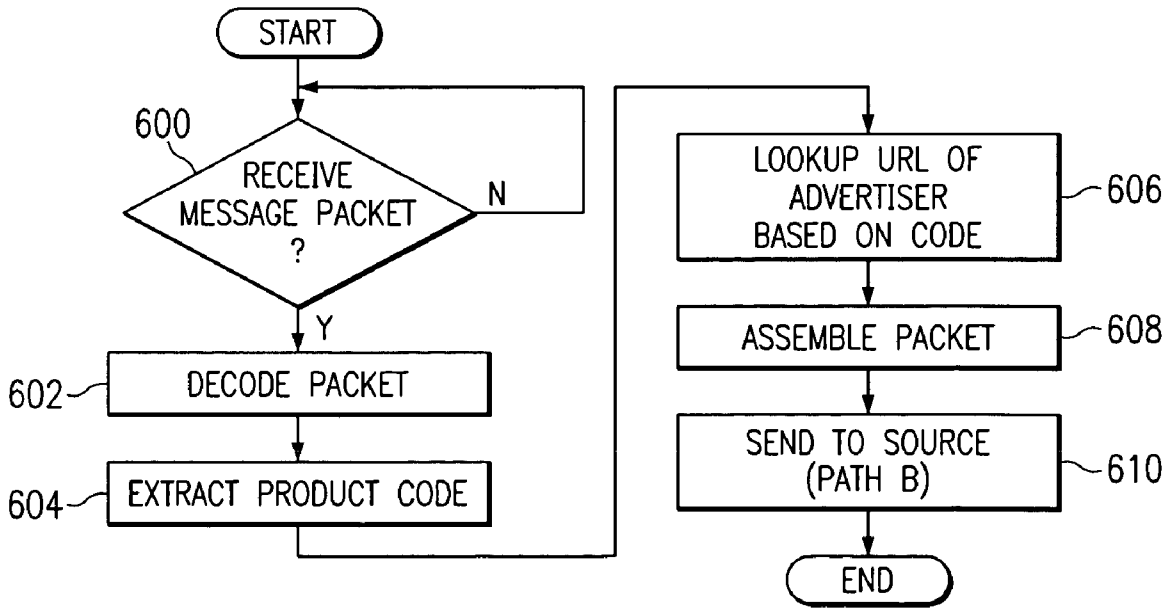 START
600
RECEIVE
MESSAGE PACKET
?
N
Y
602
DECODE PACKET
604
EXTRACT PRODUCT CODE
LOOKUP URL OF
ADVERTISER
BASED ON CODE
606
ASSEMBLE PACKET
608
SEND TO SOURCE
(PATH B)
610
END